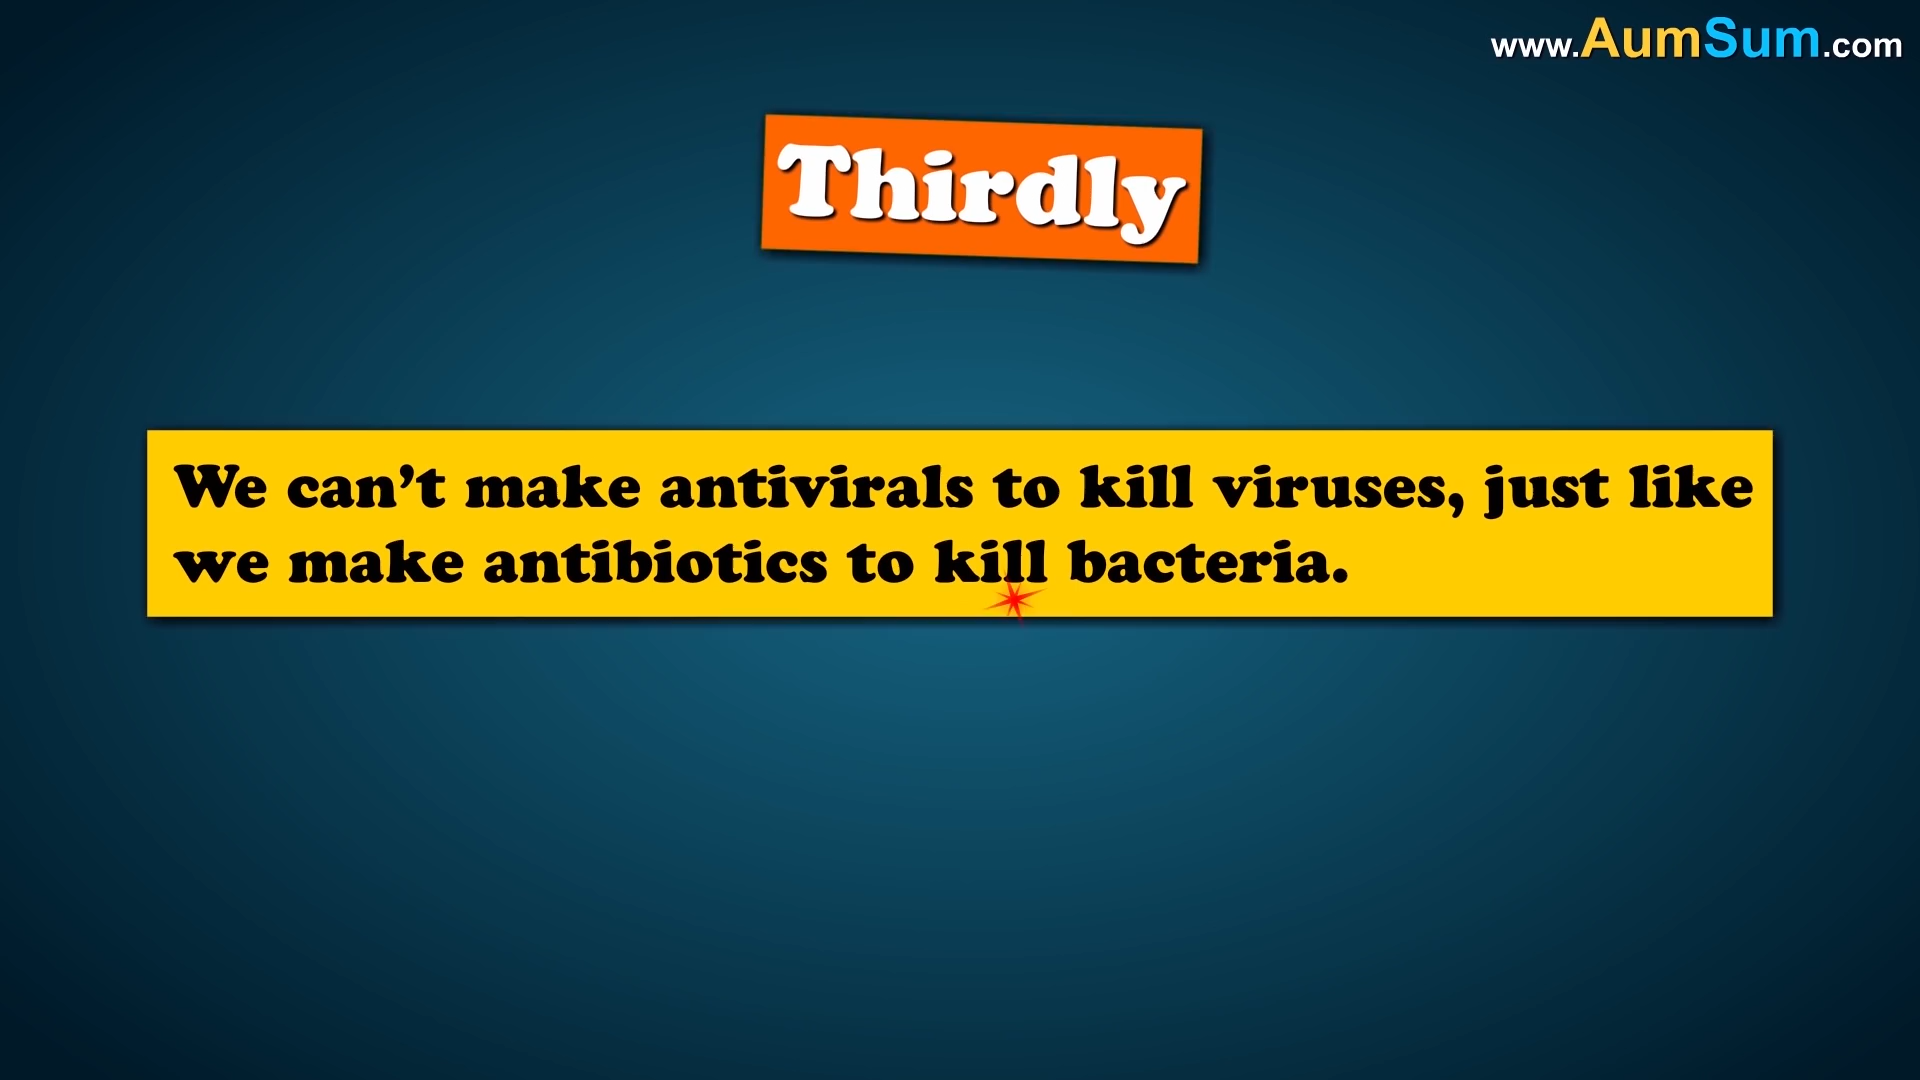 www.AumSum.com
Thirdly
We can’t make antivirals to kill viruses, just like
we make antibiotics to kill bacteria.